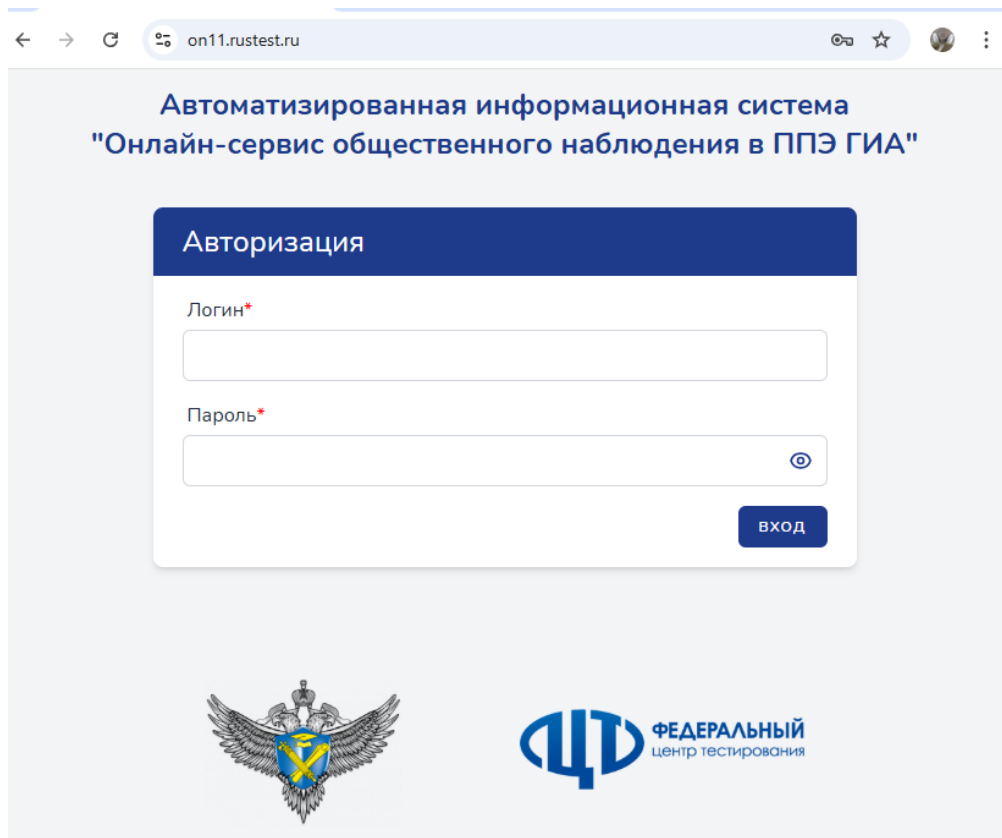 on11.rustest.ru
Автоматизированная информационная система
"Онлайн-сервис общественного наблюдения в ППЭ ГИА"
Авторизация
Логин*
Пароль*
вход
ЦТ ФЕДЕРАЛЬНЫЙ
центр тестирования